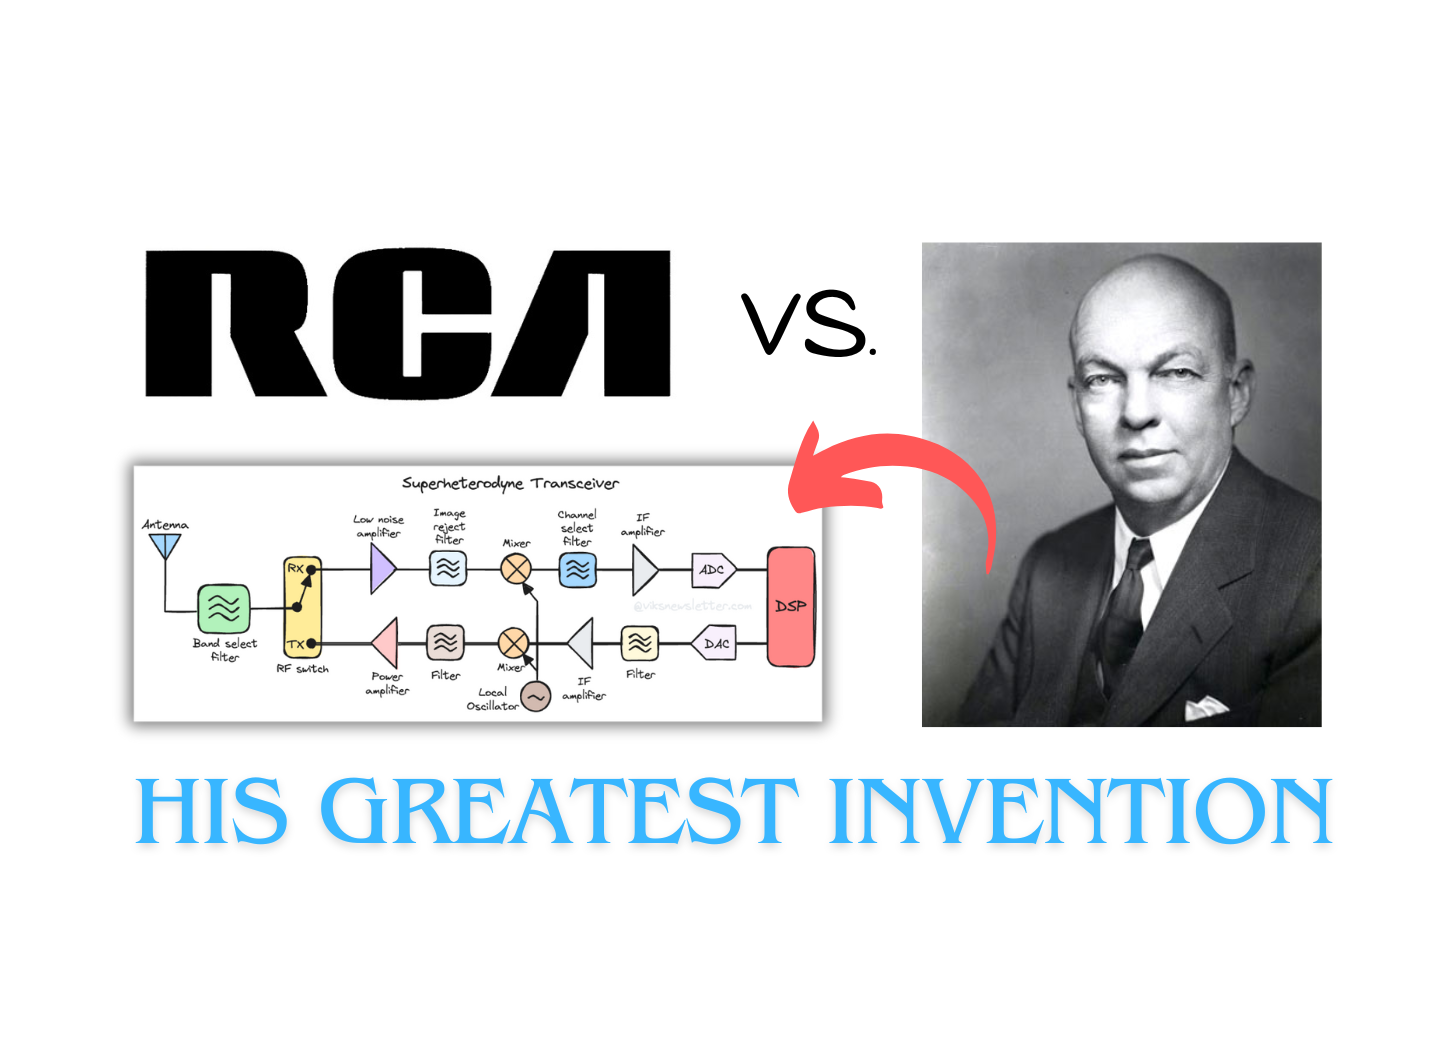 RCA
VS.
Superheterodyne Transceiver
Antenna
Band select
filter
RX
TX
RF switch
Low noise
amplifier
Image
reject
filter
Mixer
Channel
select
filter
IF
amplifier
ADC
DSP
@viksnewsletter.com
Power
amplifier
Filter
Mixer
Local
Oscillator
IF
amplifier
Filter
DAC
HIS GREATEST INVENTION